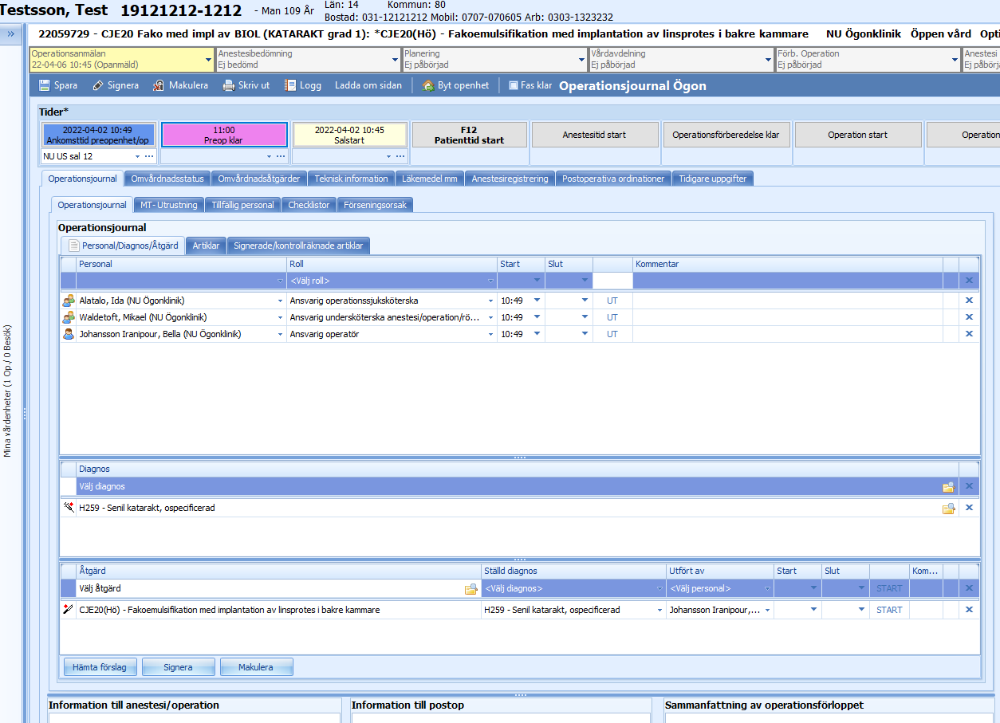 Testsson, Test 19121212-1212 - Man 109 År Län: 14 Kommun: 80
Bostad: 031-12121212 Mobil: 0707-070605 Arb: 0303-1323232
»
22059729 - CJE20 Fako med impl av BIOL (KATARAKT grad 1): *CJE20(Hö) - Fakoemulsifikation med implantation av linsprotes i bakre kammare NU Ögonklinik Öppen vård Opti
Operationsanmälan Anestesibedömning Planering Vårdavdelning Förb. Operation Anestesi
22-04-06 10:45 (Opanmäld) Ej bedömd Ej påbörjad Ej påbörjad Ej påbörjad Ej påbörj
Spara Signera Makulera Skriv ut Logg Ladda om sidan Byt openhet Fas klar Operationsjournal Ögon
Tider*
2022-04-02 10:49 11:00 2022-04-02 10:45 F12 Anestesitid start Operationsförberedelse klar Operation start Operation
Ankomsttid preopenhet/op Preop klar Salstart Patienttid start
NU US sal 12
Operationsjournal Omvårdnadsstatus Omvårdnadsåtgärder Teknisk information Läkemedel mm Anestesiregistrering Postoperativa ordinationer Tidigare uppgifter
Operationsjournal MT- Utrustning Tillfällig personal Checklistor Förseningsorsak
Operationsjournal
Personal/Diagnos/Åtgärd Artiklar Signerade/kontrollräknade artiklar
Personal Roll Start Slut Kommentar
<Välj roll>
Alatalo, Ida (NU Ögonklinik) Ansvarig operationssjuksköterska 10:49 UT
Waldetoft, Mikael (NU Ögonklinik) Ansvarig undersköterska anestesi/operation/rö... 10:49 UT
Johansson Iranipour, Bella (NU Ögonklinik) Ansvarig operatör 10:49 UT
Mina vårdenheter (1 Op./ 0 Besök)
Diagnos
Välj diagnos
H259 - Senil katarakt, ospecificerad
Åtgärd Ställd diagnos Utfört av Start Slut Kom...
Välj åtgärd <Välj diagnos> <Välj personal> START
CJE20(Hö) - Fakoemulsifikation med implantation av linsprotes i bakre kammare H259 - Senil katarakt, ospecificerad Johansson Iranipour,... START
Hämta förslag Signera Makulera
Information till anestesi/operation Information till postop Sammanfattning av operationsförloppet